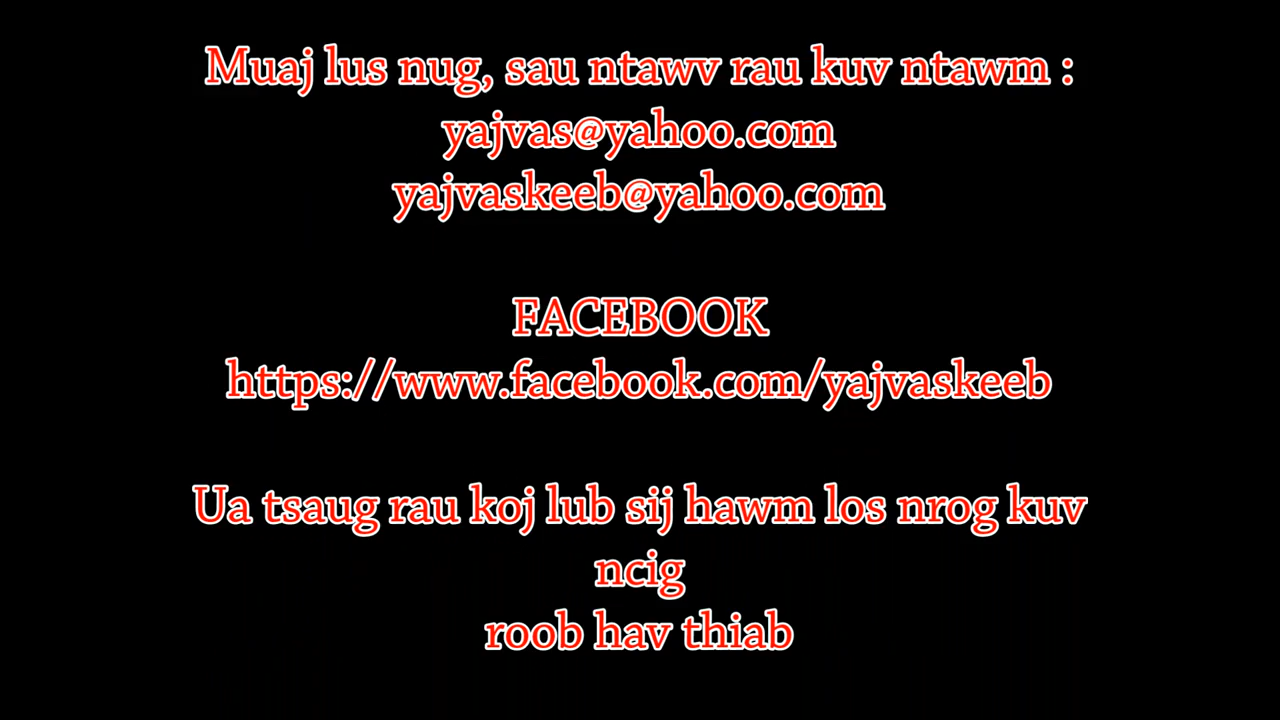 Muaj lus nug, sau ntawv rau kuv ntawm :
yajvas@yahoo.com
yajvaskeeb@yahoo.com
FACEBOOK
https://www.facebook.com/yajvaskeeb
Ua tsaug rau koj lub sij hawm los nrog kuv
ncig
roob hav thiab